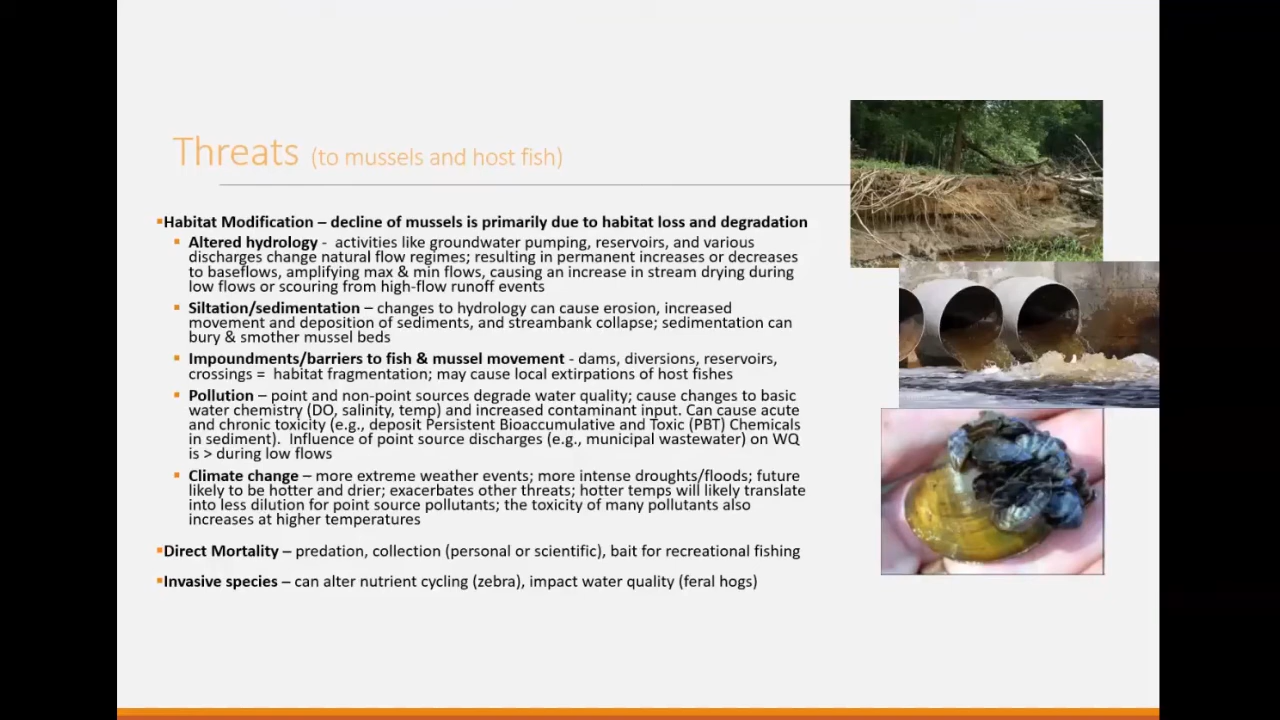 Threats (to mussels and host fish)
▪Habitat Modification – decline of mussels is primarily due to habitat loss and degradation
▪ Altered hydrology - activities like groundwater pumping, reservoirs, and various
discharges change natural flow regimes; resulting in permanent increases or decreases
to baseflows, amplifying max & min flows, causing an increase in stream drying during
low flows or scouring from high-flow runoff events
▪ Siltation/sedimentation – changes to hydrology can cause erosion, increased
movement and deposition of sediments, and streambank collapse; sedimentation can
bury & smother mussel beds
▪ Impoundments/barriers to fish & mussel movement - dams, diversions, reservoirs,
crossings = habitat fragmentation; may cause local extirpations of host fishes
▪ Pollution – point and non-point sources degrade water quality; cause changes to basic
water chemistry (DO, salinity, temp) and increased contaminant input. Can cause acute
and chronic toxicity (e.g., deposit Persistent Bioaccumulative and Toxic (PBT) Chemicals
in sediment). Influence of point source discharges (e.g., municipal wastewater) on WQ
is > during low flows
▪ Climate change – more extreme weather events; more intense droughts/floods; future
likely to be hotter and drier; exacerbates other threats; hotter temps will likely translate
into less dilution for point source pollutants; the toxicity of many pollutants also
increases at higher temperatures
▪Direct Mortality – predation, collection (personal or scientific), bait for recreational fishing
▪Invasive species – can alter nutrient cycling (zebra), impact water quality (feral hogs)